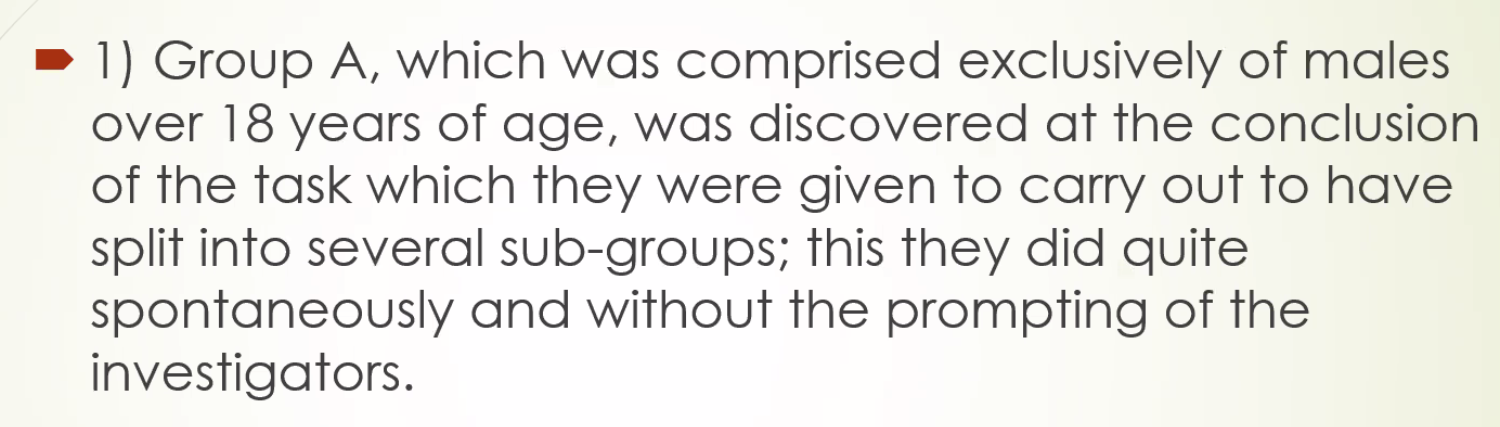 1) Group A, which was comprised exclusively of males
over 18 years of age, was discovered at the conclusion
of the task which they were given to carry out to have
split into several sub-groups; this they did quite
spontaneously and without the prompting of the
investigators.